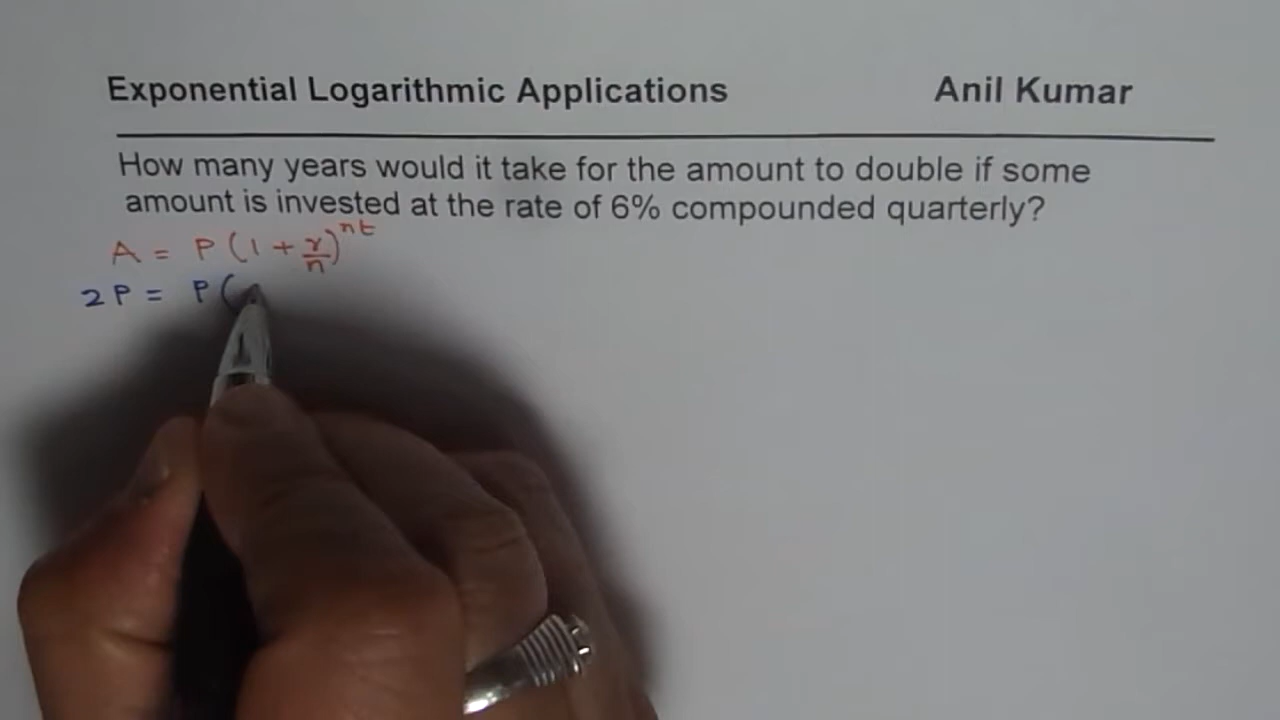 Exponential Logarithmic Applications Anil Kumar
How many years would it take for the amount to double if some
amount is invested at the rate of 6% compounded quarterly?
A = P(1 + r/n)^nt
2P = P(